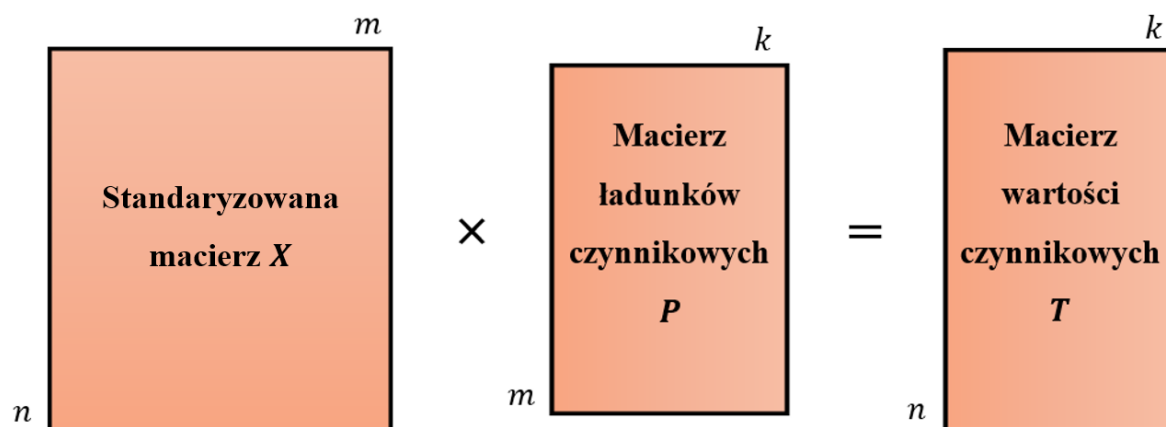 m
Standaryzowana
macierz X
n
×
k
Macierz
ładunków
czynnikowych
P
m
=
k
Macierz
wartości
czynnikowych
T
n